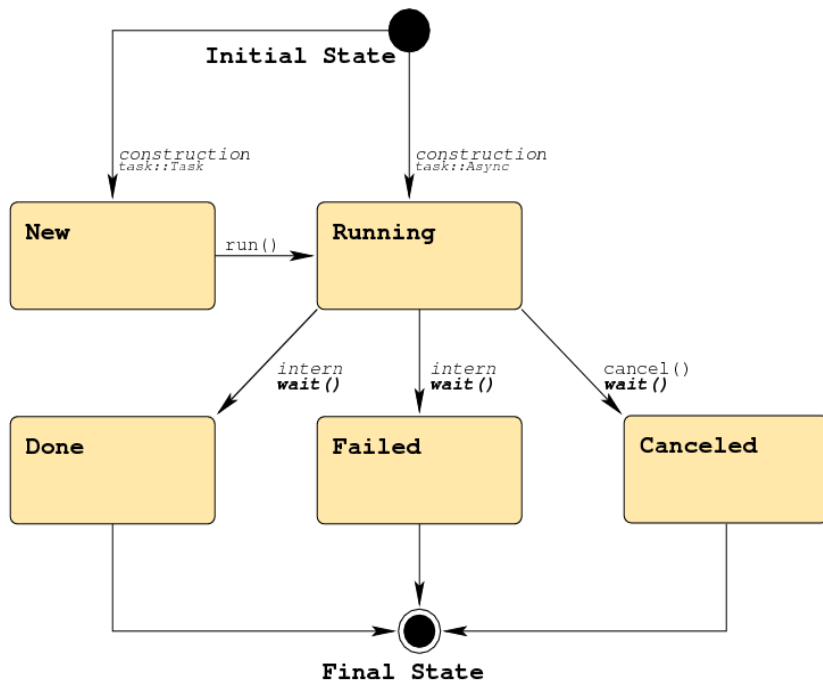 Initial State
construction
task::Task
construction
task::Async
New
run()
Running
intern
wait()
intern
wait()
cancel()
wait()
Done
Failed
Canceled
Final State